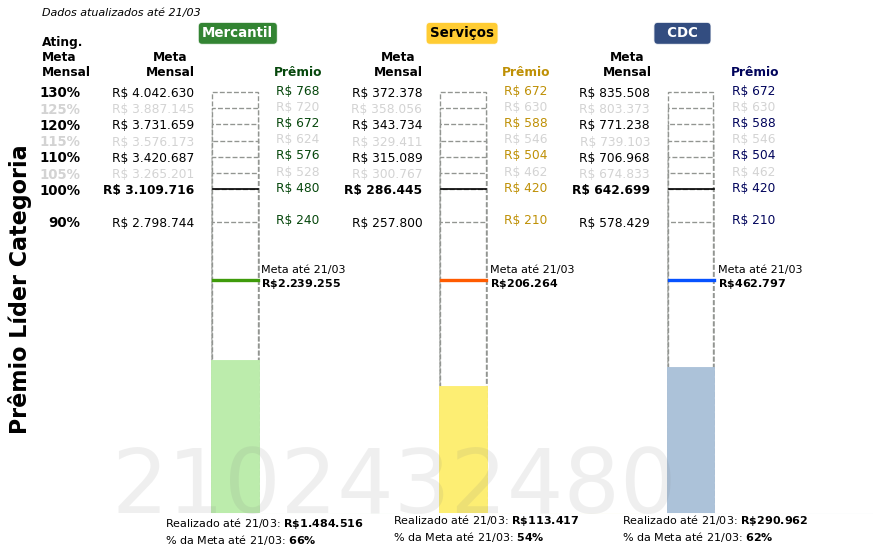 Dados atualizados até 21/03
Mercantil Serviços CDC
Ating. Meta Mensal Meta Mensal Prêmio Meta Mensal Prêmio Meta Mensal Prêmio
130% R$ 4.042.630 R$ 768 R$ 372.378 R$ 672 R$ 835.508 R$ 672
125% R$ 3.887.145 R$ 720 R$ 358.056 R$ 630 R$ 803.373 R$ 630
120% R$ 3.731.659 R$ 672 R$ 343.734 R$ 588 R$ 771.238 R$ 588
115% R$ 3.576.173 R$ 624 R$ 329.411 R$ 546 R$ 739.103 R$ 546
110% R$ 3.420.687 R$ 576 R$ 315.089 R$ 504 R$ 706.968 R$ 504
105% R$ 3.265.201 R$ 528 R$ 300.767 R$ 462 R$ 674.833 R$ 462
100% R$ 3.109.716 R$ 480 R$ 286.445 R$ 420 R$ 642.699 R$ 420
90% R$ 2.798.744 R$ 240 R$ 257.800 R$ 210 R$ 578.429 R$ 210
Prêmio Líder Categoria
Meta até 21/03 Meta até 21/03 Meta até 21/03
R$2.239.255 R$206.264 R$462.797
2102432480
Realizado até 21/03: R$1.484.516 Realizado até 21/03: R$113.417 Realizado até 21/03: R$290.962
% da Meta até 21/03: 66% % da Meta até 21/03: 54% % da Meta até 21/03: 62%